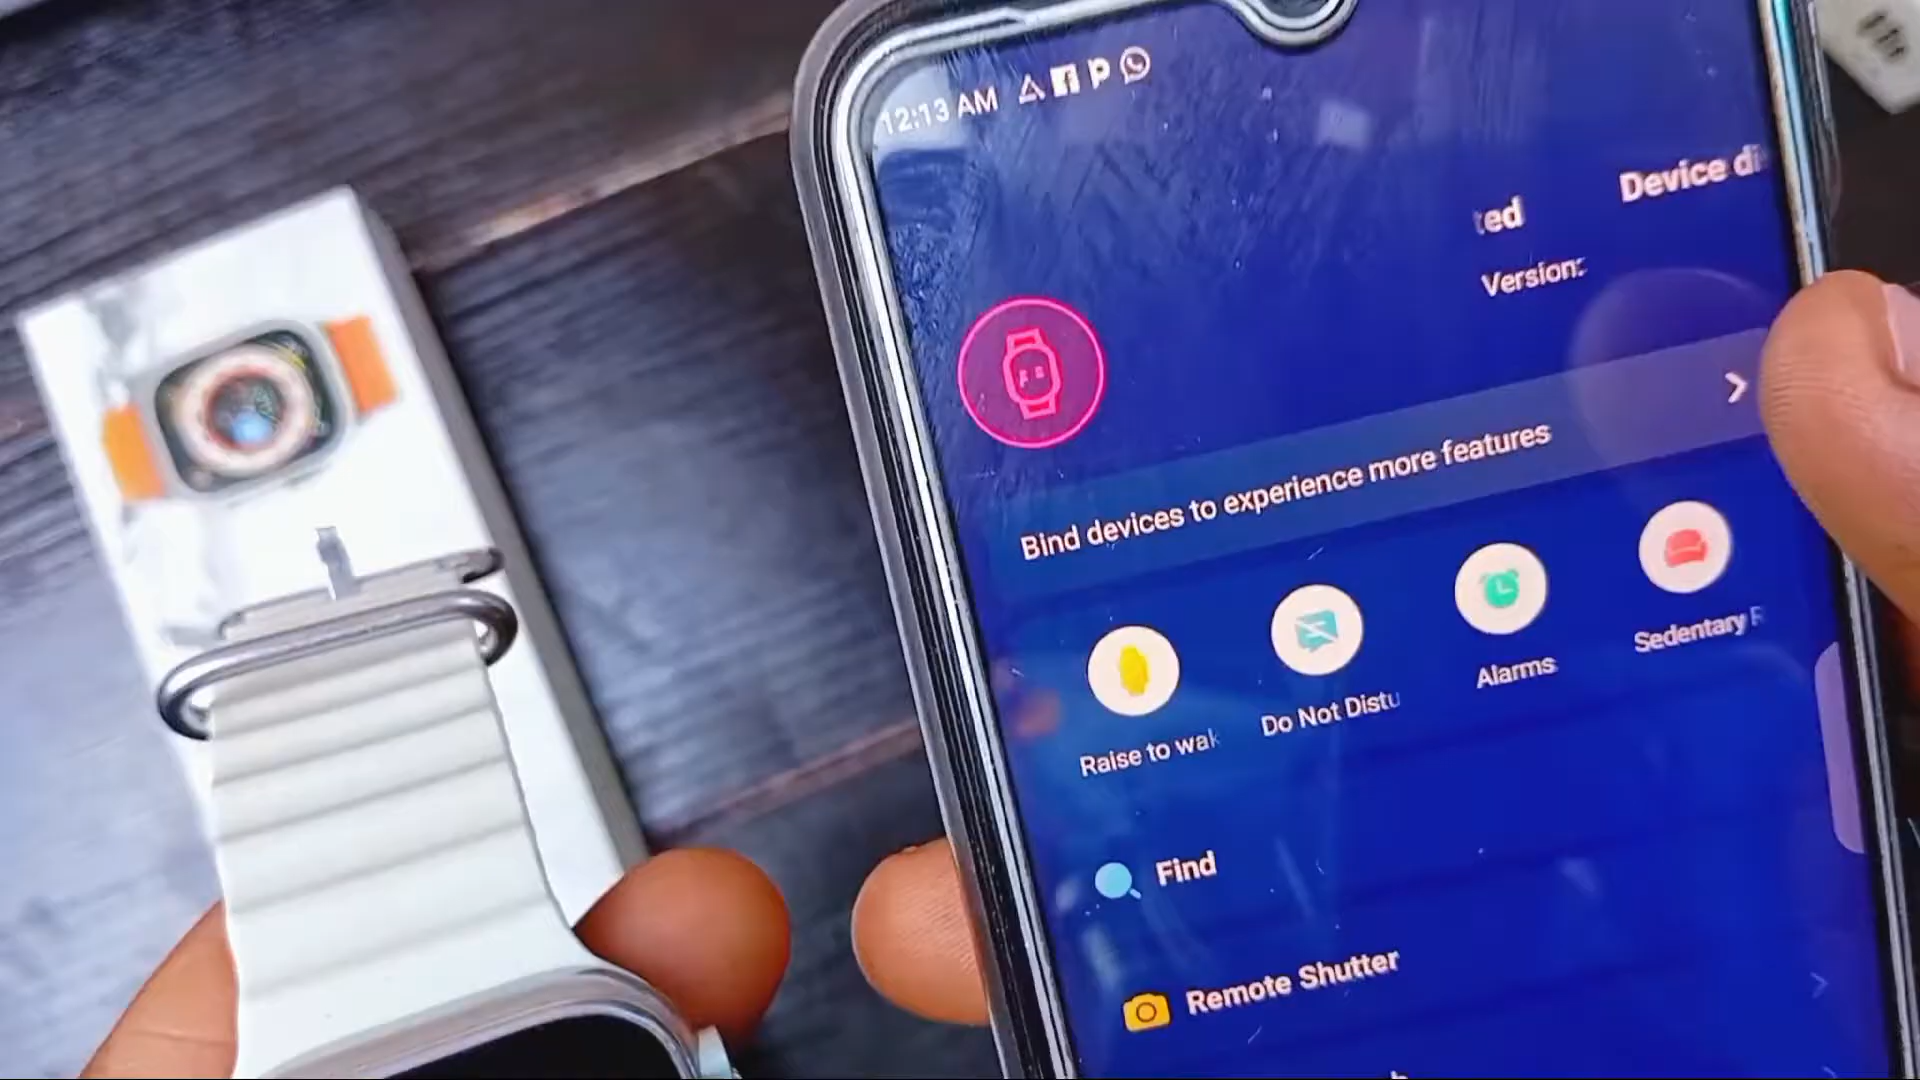 12:13 AM
Device di
ted
Version:
Bind devices to experience more features
Raise to wak
Do Not Distu
Alarms
Sedentary R
Find
Remote Shutter